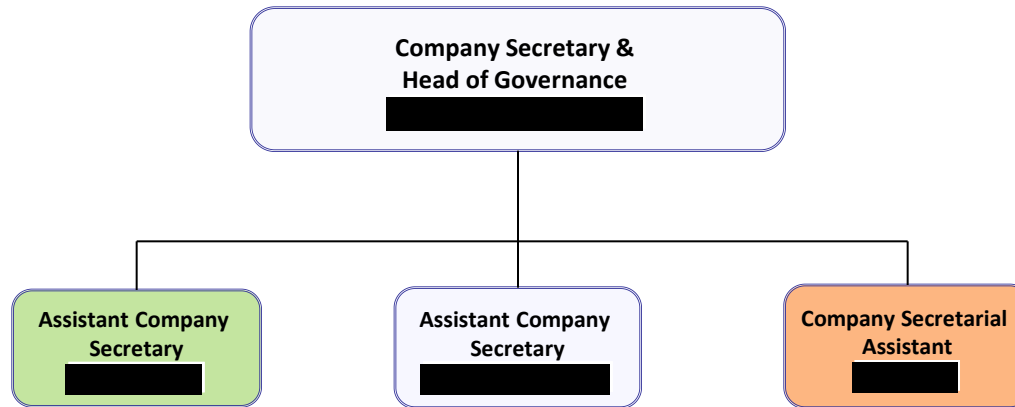 Company Secretary &
Head of Governance
Assistant Company
Secretary
Assistant Company
Secretary
Company Secretarial
Assistant